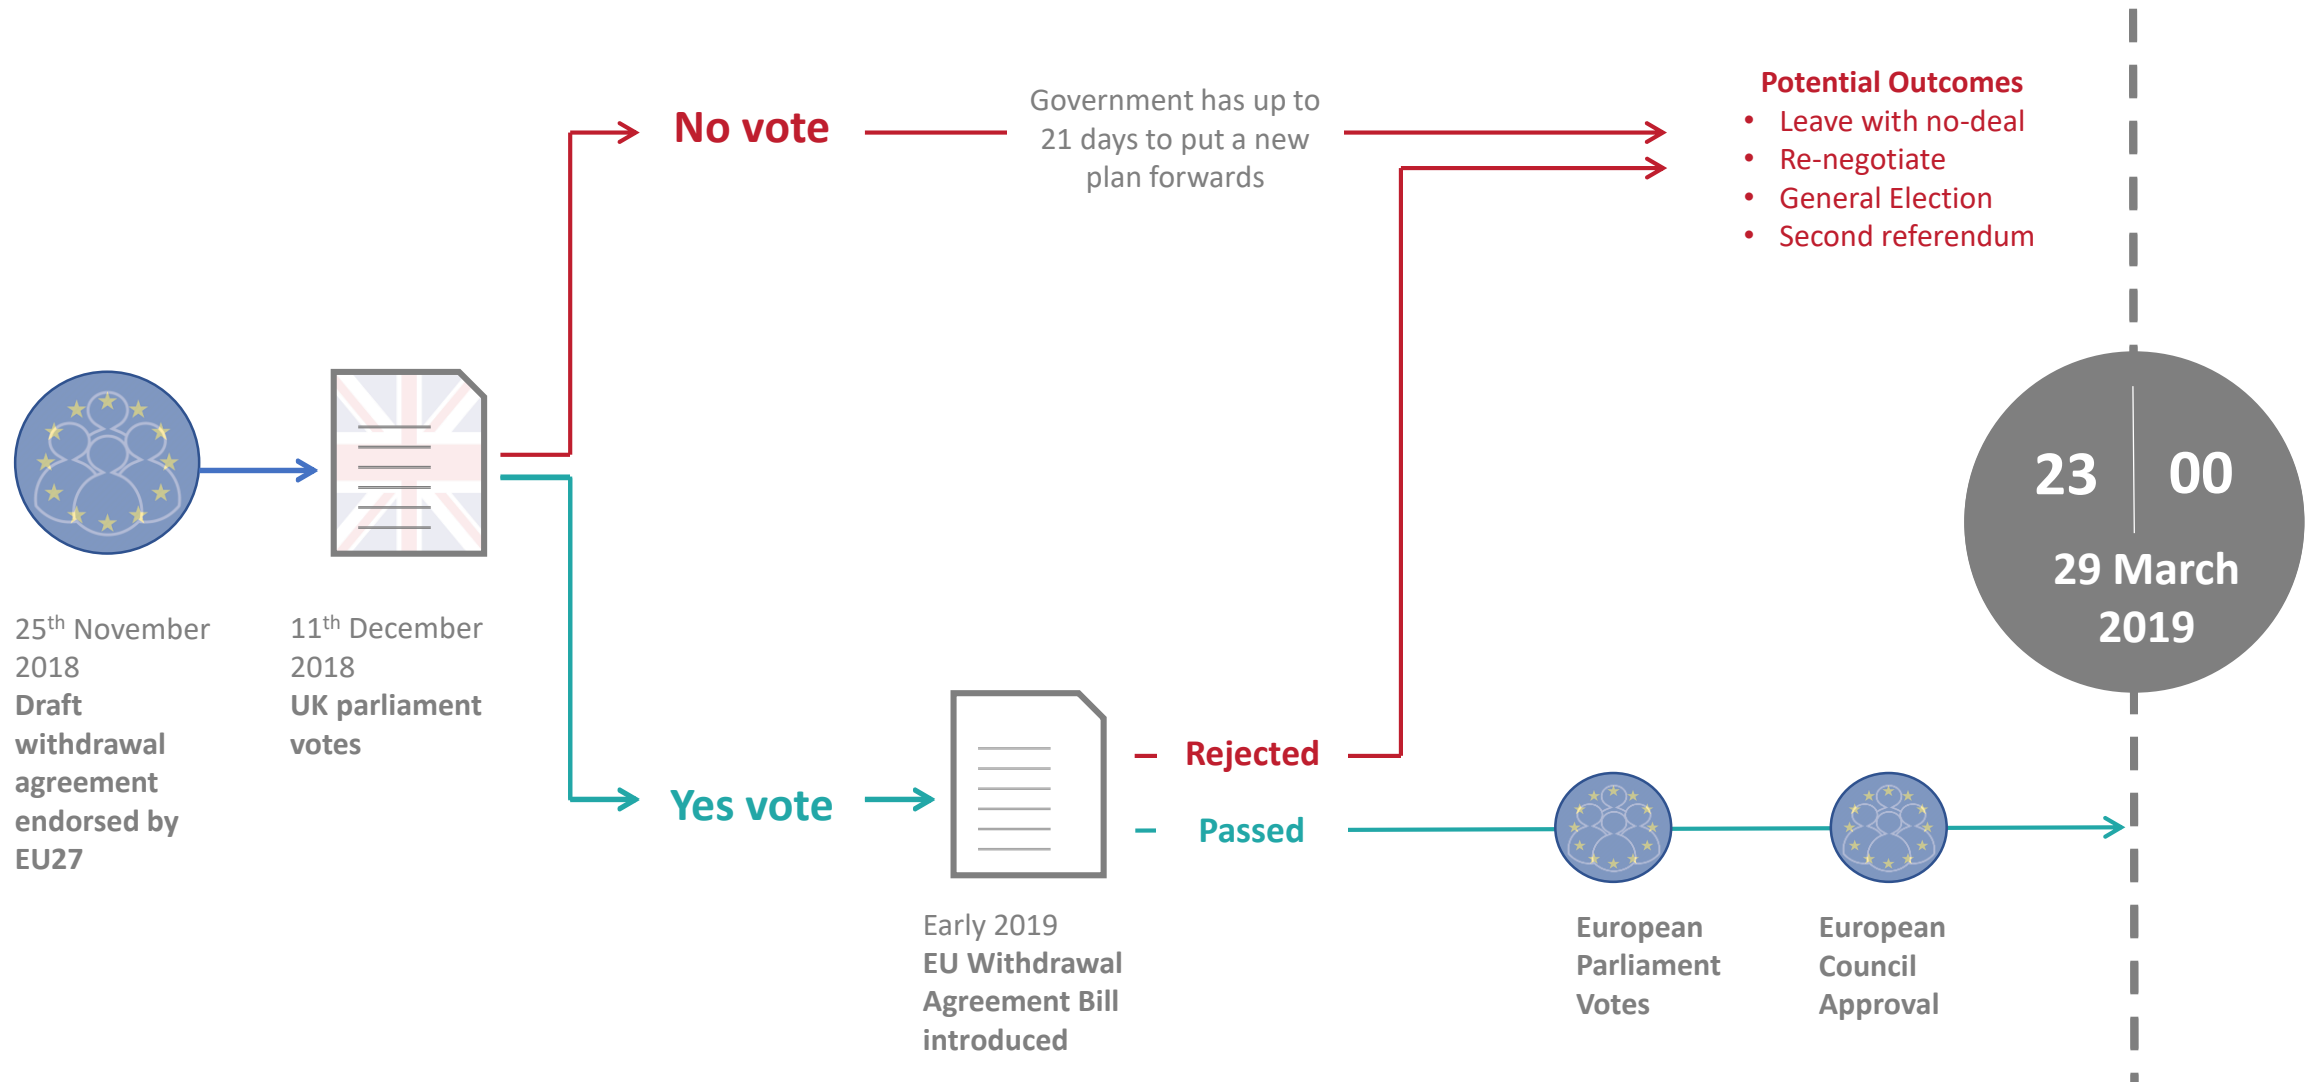 No vote
Government has up to
21 days to put a new
plan forwards
Potential Outcomes
• Leave with no-deal
• Re-negotiate
• General Election
• Second referendum
25th November
2018
Draft
withdrawal
agreement
endorsed by
EU27
11th December
2018
UK parliament
votes
Yes vote
Early 2019
EU Withdrawal
Agreement Bill
introduced
Rejected
Passed
European
Parliament
Votes
European
Council
Approval
23 00
29 March
2019